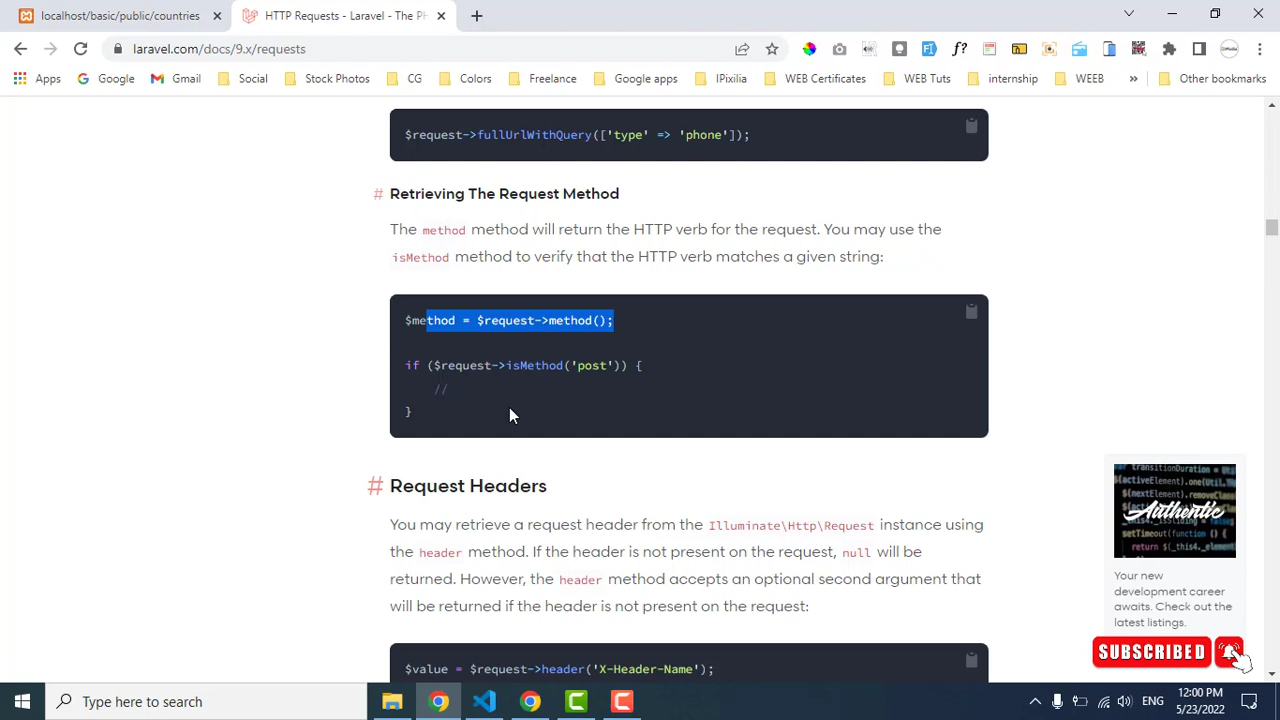 localhost/basic/public/countries
HTTP Requests - Laravel - The PH
laravel.com/docs/9.x/requests
Apps
Google
Gmail
Social
Stock Photos
CG
Colors
Freelance
Google apps
IPixilia
WEB Certificates
WEB Tuts
internship
WEEB
»
Other bookmarks
$request->fullUrlWithQuery(['type' => 'phone']);
# Retrieving The Request Method
The method method will return the HTTP verb for the request. You may use the
isMethod method to verify that the HTTP verb matches a given string:
$method = $request->method();
if ($request->isMethod('post')) {
//
}
# Request Headers
You may retrieve a request header from the Illuminate\Http\Request instance using
the header method. If the header is not present on the request, null will be
returned. However, the header method accepts an optional second argument that
will be returned if the header is not present on the request:
$value = $request->header('X-Header-Name');
Authentic
Your new
development career
awaits. Check out the
latest listings.
SUBSCRIBED
Type here to search
ENG
12:00 PM
5/23/2022